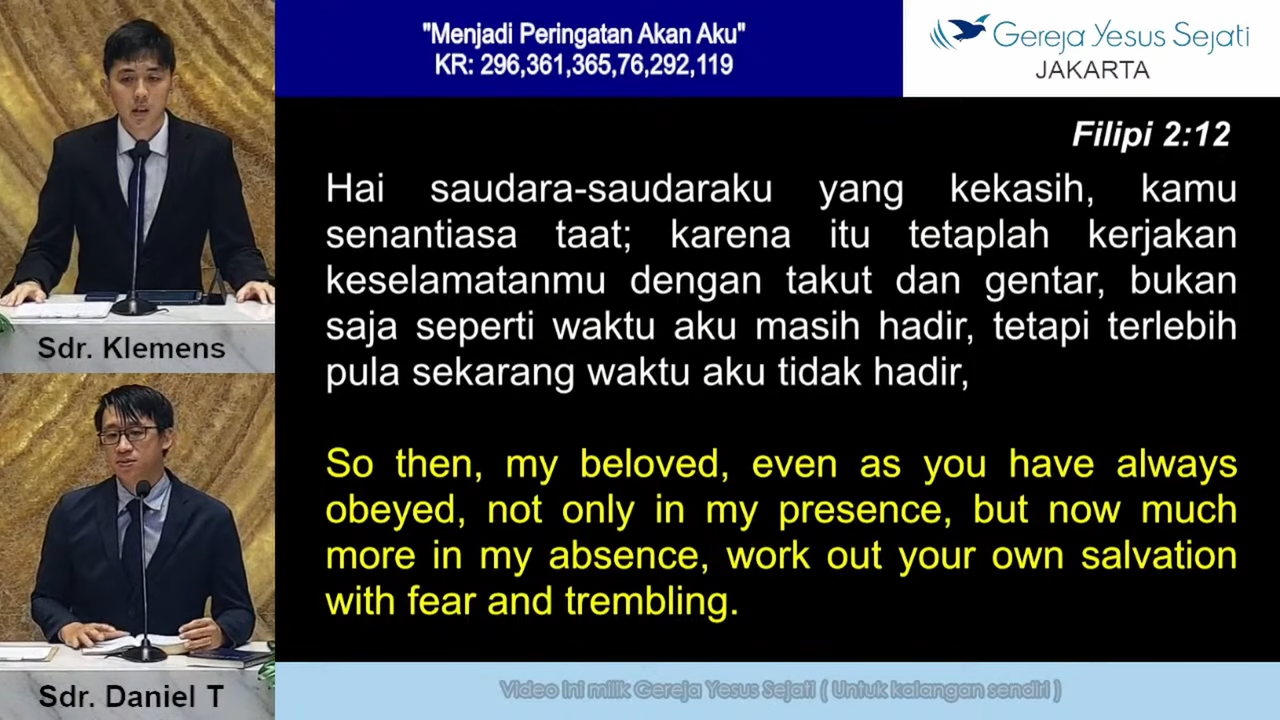 "Menjadi Peringatan Akan Aku"
KR: 296,361,365,76,292,119
Gereja Yesus Sejati
JAKARTA
Filipi 2:12
Hai saudara-saudaraku yang kekasih, kamu
senantiasa taat; karena itu tetaplah kerjakan
keselamatanmu dengan takut dan gentar, bukan
saja seperti waktu aku masih hadir, tetapi terlebih
pula sekarang waktu aku tidak hadir,
So then, my beloved, even as you have always
obeyed, not only in my presence, but now much
more in my absence, work out your own salvation
with fear and trembling.
Sdr. Klemens
Sdr. Daniel T
Video ini milik Gereja Yesus Sejati ( Untuk kalangan sendiri )